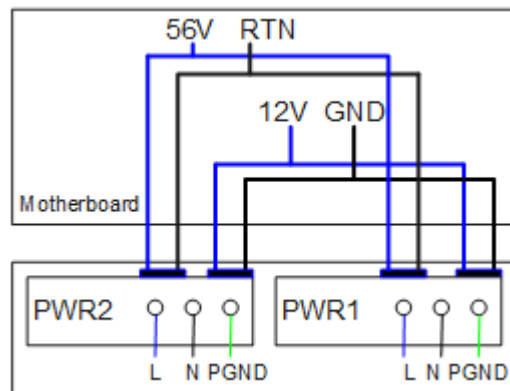 56V RTN
12V GND
Motherboard
PWR2 PWR1
L N PGND L N PGND